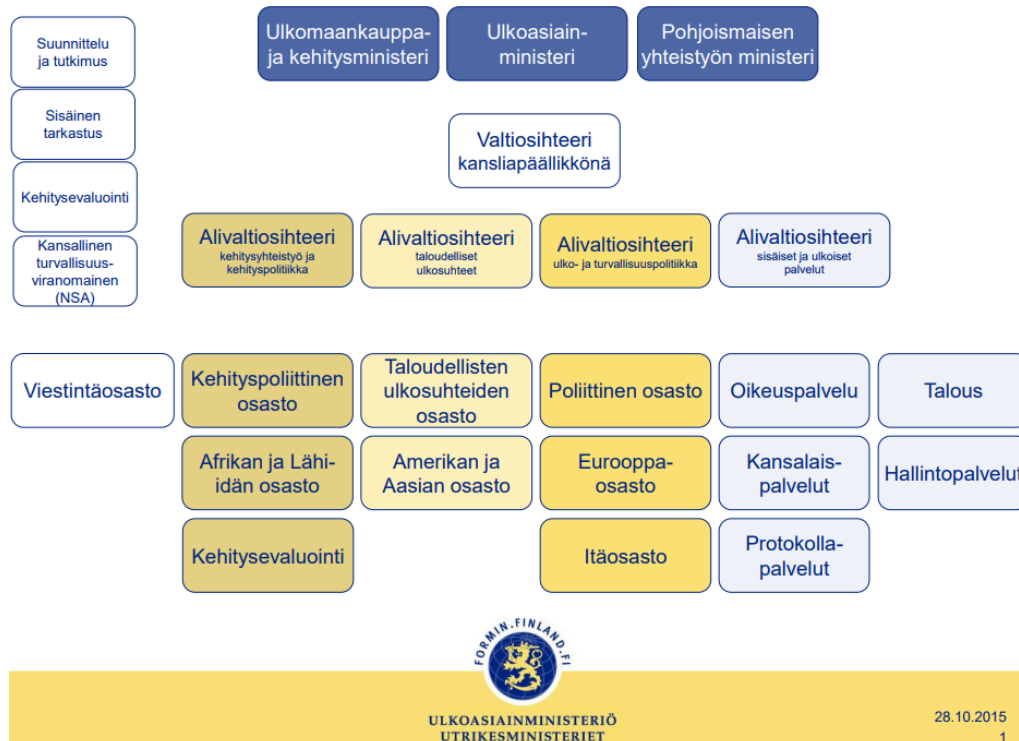 Suunnittelu
ja tutkimus
Sisäinen
tarkastus
Kehitysevaluointi
Kansallinen
turvallisuus-
viranomainen
(NSA)
Ulkomaankauppa-
ja kehitysministeri
Ulkoasiain-
ministeri
Pohjoismaisen
yhteistyön ministeri
Valtiosihteeri
kansliapäällikkönä
Alivaltiosihteeri
kehitysyhteistyö ja
kehityspolitiikka
Alivaltiosihteeri
taloudelliset
ulkosuhteet
Alivaltiosihteeri
ulko- ja turvallisuuspolitiikka
Alivaltiosihteeri
sisäiset ja ulkoiset
palvelut
Viestintäosasto
Kehityspoliittinen
osasto
Taloudellisten
ulkosuhteiden
osasto
Poliittinen osasto
Oikeuspalvelu
Talous
Afrikan ja Lähi-
idän osasto
Amerikan ja
Aasian osasto
Eurooppa-
osasto
Kansalais-
palvelut
Hallintopalvelut
Kehitysevaluointi
Itäosasto
Protokolla-
palvelut
FORMIN.FINLAND.FI
ULKOASIAINMINISTERIÖ
UTRIKESMINISTERIET
28.10.2015
1